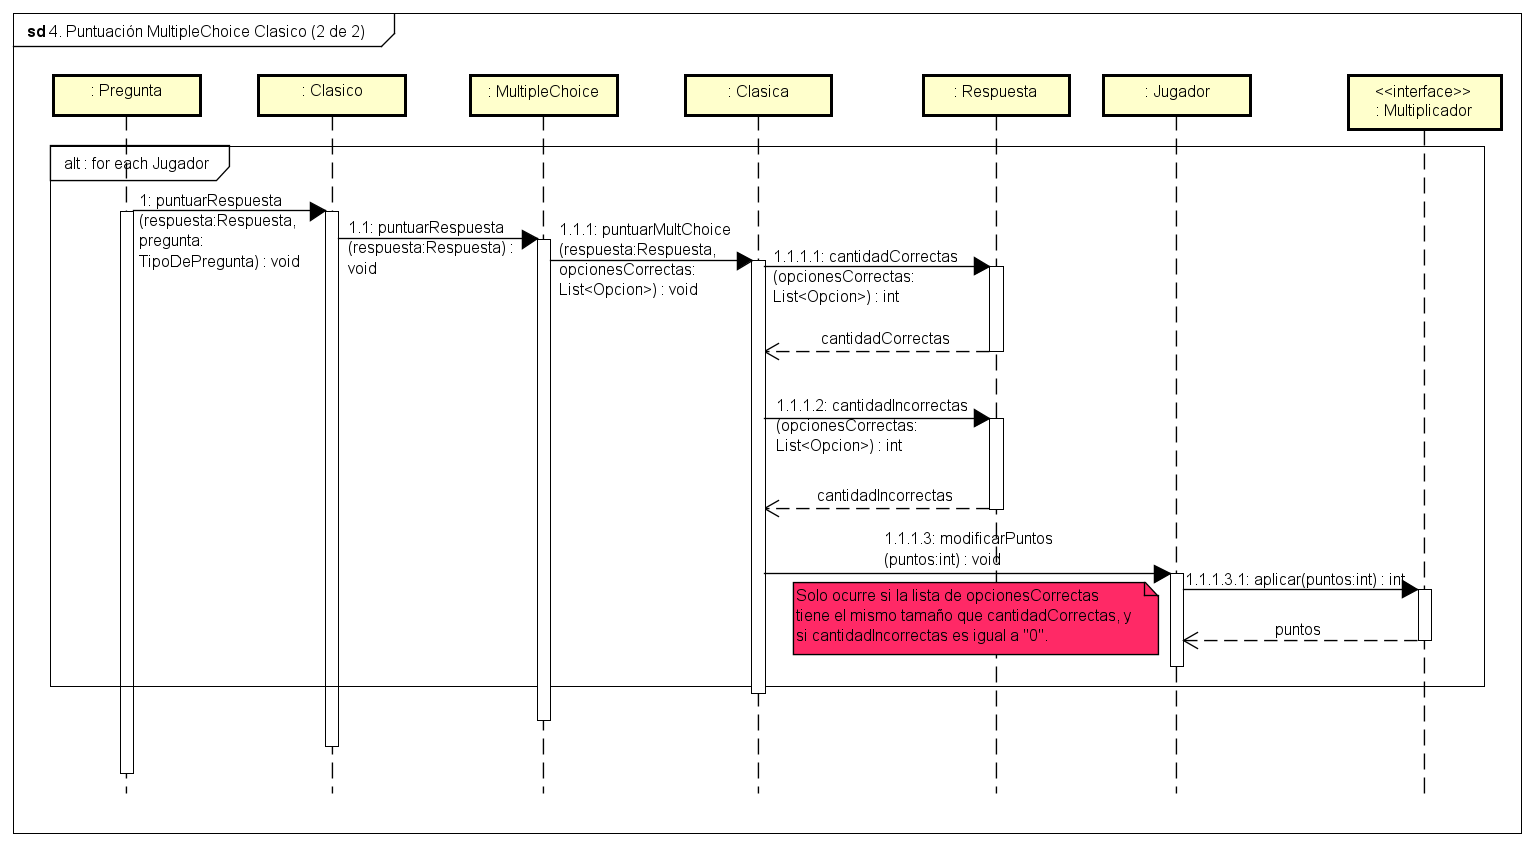 sd 4. Puntuación MultipleChoice Clasico (2 de 2)
: Pregunta
: Clasico
: MultipleChoice
: Clasica
: Respuesta
: Jugador
<<interface>>
: Multiplicador
alt : for each Jugador
1: puntuarRespuesta
(respuesta:Respuesta,
pregunta:
TipoDePregunta) : void
1.1: puntuarRespuesta
(respuesta:Respuesta) :
void
1.1.1: puntuarMultChoice
(respuesta:Respuesta,
opcionesCorrectas:
List<Opcion>) : void
1.1.1.1: cantidadCorrectas
(opcionesCorrectas:
List<Opcion>) : int
cantidadCorrectas
1.1.1.2: cantidadIncorrectas
(opcionesCorrectas:
List<Opcion>) : int
cantidadIncorrectas
1.1.1.3: modificarPuntos
(puntos:int) : void
1.1.1.3.1: aplicar(puntos:int) : int
Solo ocurre si la lista de opcionesCorrectas
tiene el mismo tamaño que cantidadCorrectas, y
si cantidadIncorrectas es igual a "0".
puntos